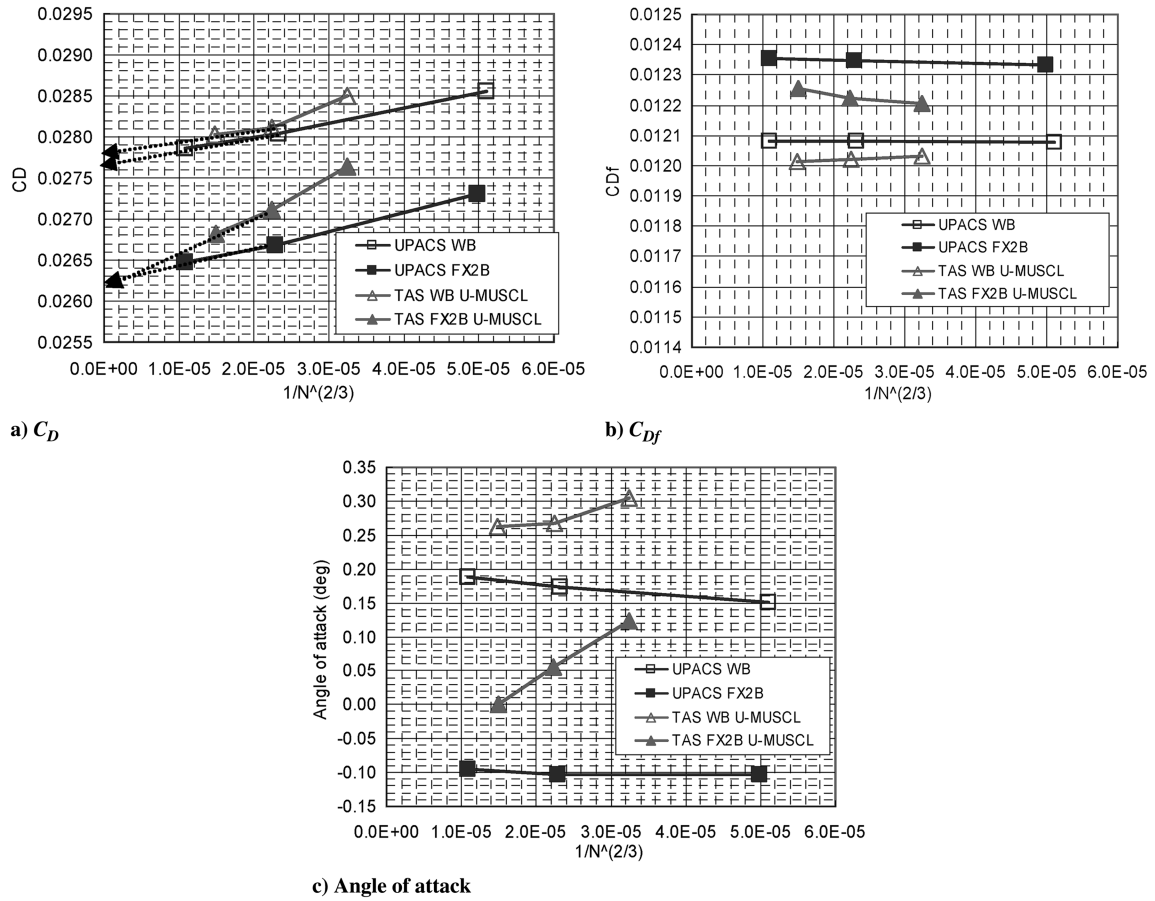 0.0295
0.0290
0.0285
0.0280
0.0275
0.0270
0.0265
0.0260
0.0255
CD
0.0E+00 1.0E-05 2.0E-05 3.0E-05 4.0E-05 5.0E-05 6.0E-05
1/N^(2/3)
UPACS WB
UPACS FX2B
TAS WB U-MUSCL
TAS FX2B U-MUSCL
a) C_D
0.0125
0.0124
0.0123
0.0122
0.0121
0.0120
0.0119
0.0118
0.0117
0.0116
0.0115
0.0114
CDf
0.0E+00 1.0E-05 2.0E-05 3.0E-05 4.0E-05 5.0E-05 6.0E-05
1/N^(2/3)
UPACS WB
UPACS FX2B
TAS WB U-MUSCL
TAS FX2B U-MUSCL
b) C_Df
0.35
0.30
0.25
0.20
0.15
0.10
0.05
0.00
-0.05
-0.10
-0.15
Angle of attack (deg)
0.0E+00 1.0E-05 2.0E-05 3.0E-05 4.0E-05 5.0E-05 6.0E-05
1/N^(2/3)
UPACS WB
UPACS FX2B
TAS WB U-MUSCL
TAS FX2B U-MUSCL
c) Angle of attack